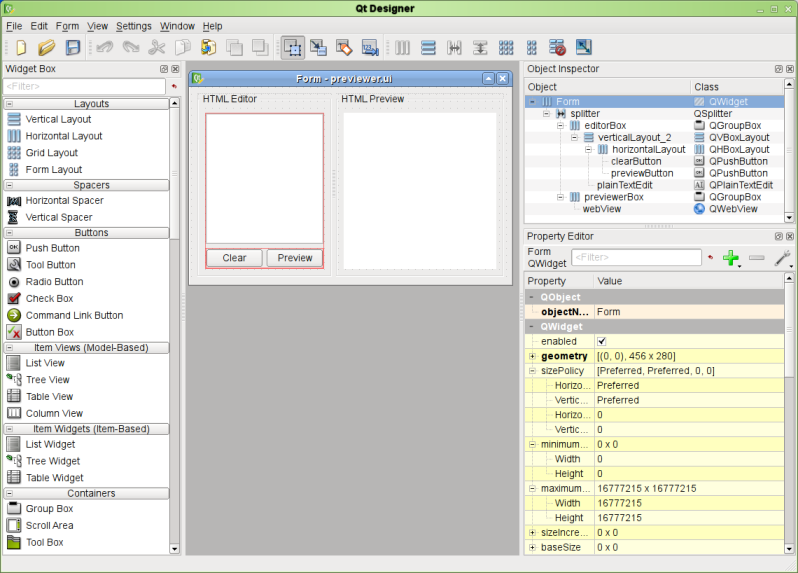 Qt Designer
File Edit Form View Settings Window Help
Widget Box
<Filter>
Layouts
Vertical Layout
Horizontal Layout
Grid Layout
Form Layout
Spacers
Horizontal Spacer
Vertical Spacer
Buttons
Push Button
Tool Button
Radio Button
Check Box
Command Link Button
Button Box
Item Views (Model-Based)
List View
Tree View
Table View
Column View
Item Widgets (Item-Based)
List Widget
Tree Widget
Table Widget
Containers
Group Box
Scroll Area
Tool Box
Form - previewer.ui
HTML Editor
HTML Preview
Clear
Preview
Object Inspector
Object Class
Form QWidget
splitter QSplitter
editorBox QGroupBox
verticalLayout_2 QVBoxLayout
horizontalLayout QHBoxLayout
clearButton QPushButton
previewButton QPushButton
plainTextEdit QPlainTextEdit
previewerBox QGroupBox
webView QWebView
Property Editor
Form
QWidget
<Filter>
Property Value
QObject
objectN... Form
QWidget
enabled
geometry [(0, 0), 456 x 280]
sizePolicy [Preferred, Preferred, 0, 0]
Horizo... Preferred
Vertic... Preferred
Horizo... 0
Vertic... 0
minimum... 0 x 0
Width 0
Height 0
maximum... 16777215 x 16777215
Width 16777215
Height 16777215
sizeIncre... 0 x 0
baseSize 0 x 0